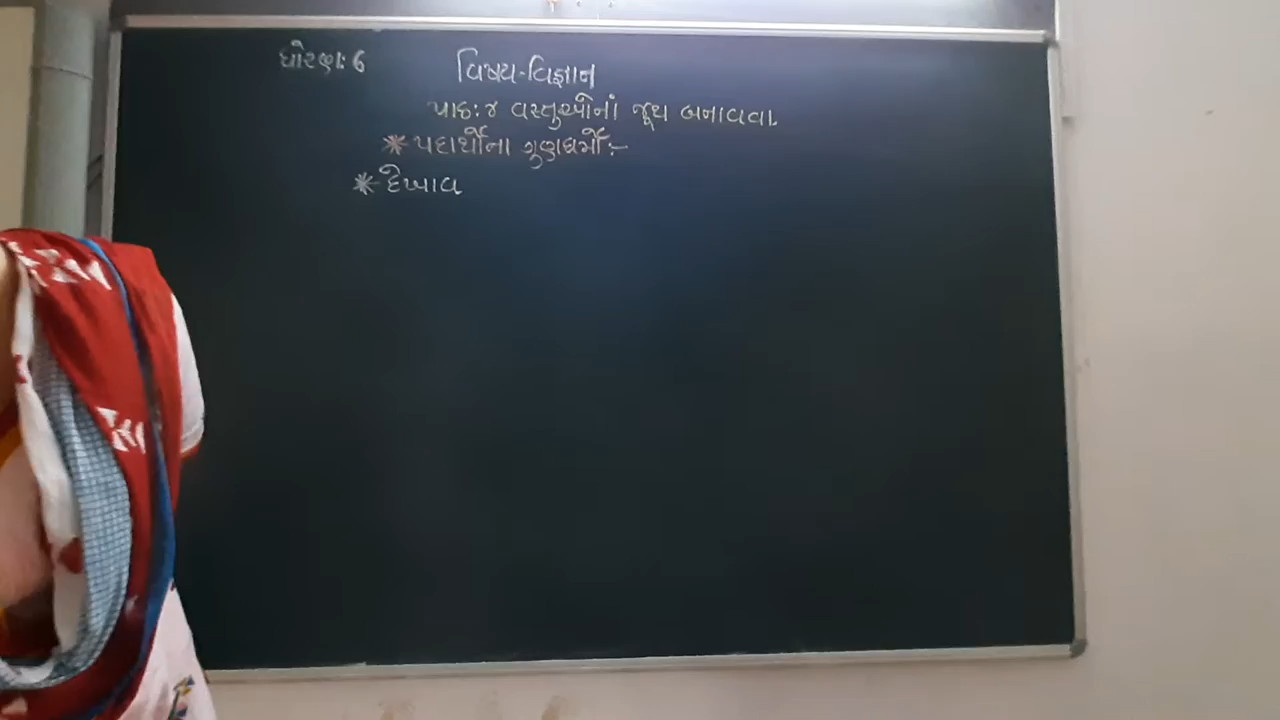 ધોરણ: 6
વિષય-વિજ્ઞાન
પાઠ: ૪ વસ્તુઓનાં જૂથ બનાવવા.
* પદાર્થોના ગુણધર્મો :-
* દેખાવ